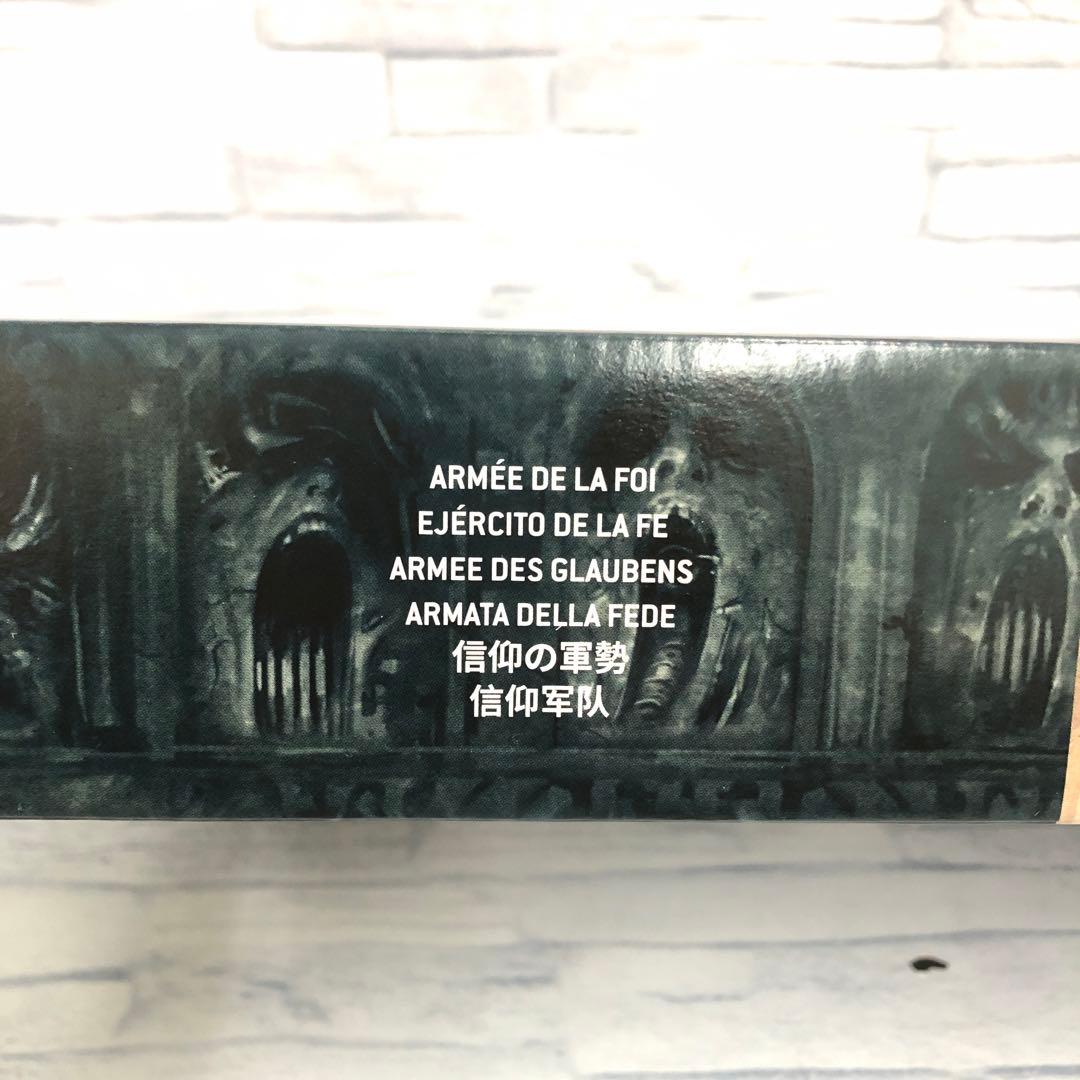 ARMÉE DE LA FOI
EJÉRCITO DE LA FE
ARMEE DES GLAUBENS
ARMATA DELLA FEDE
信仰の軍勢
信仰军队